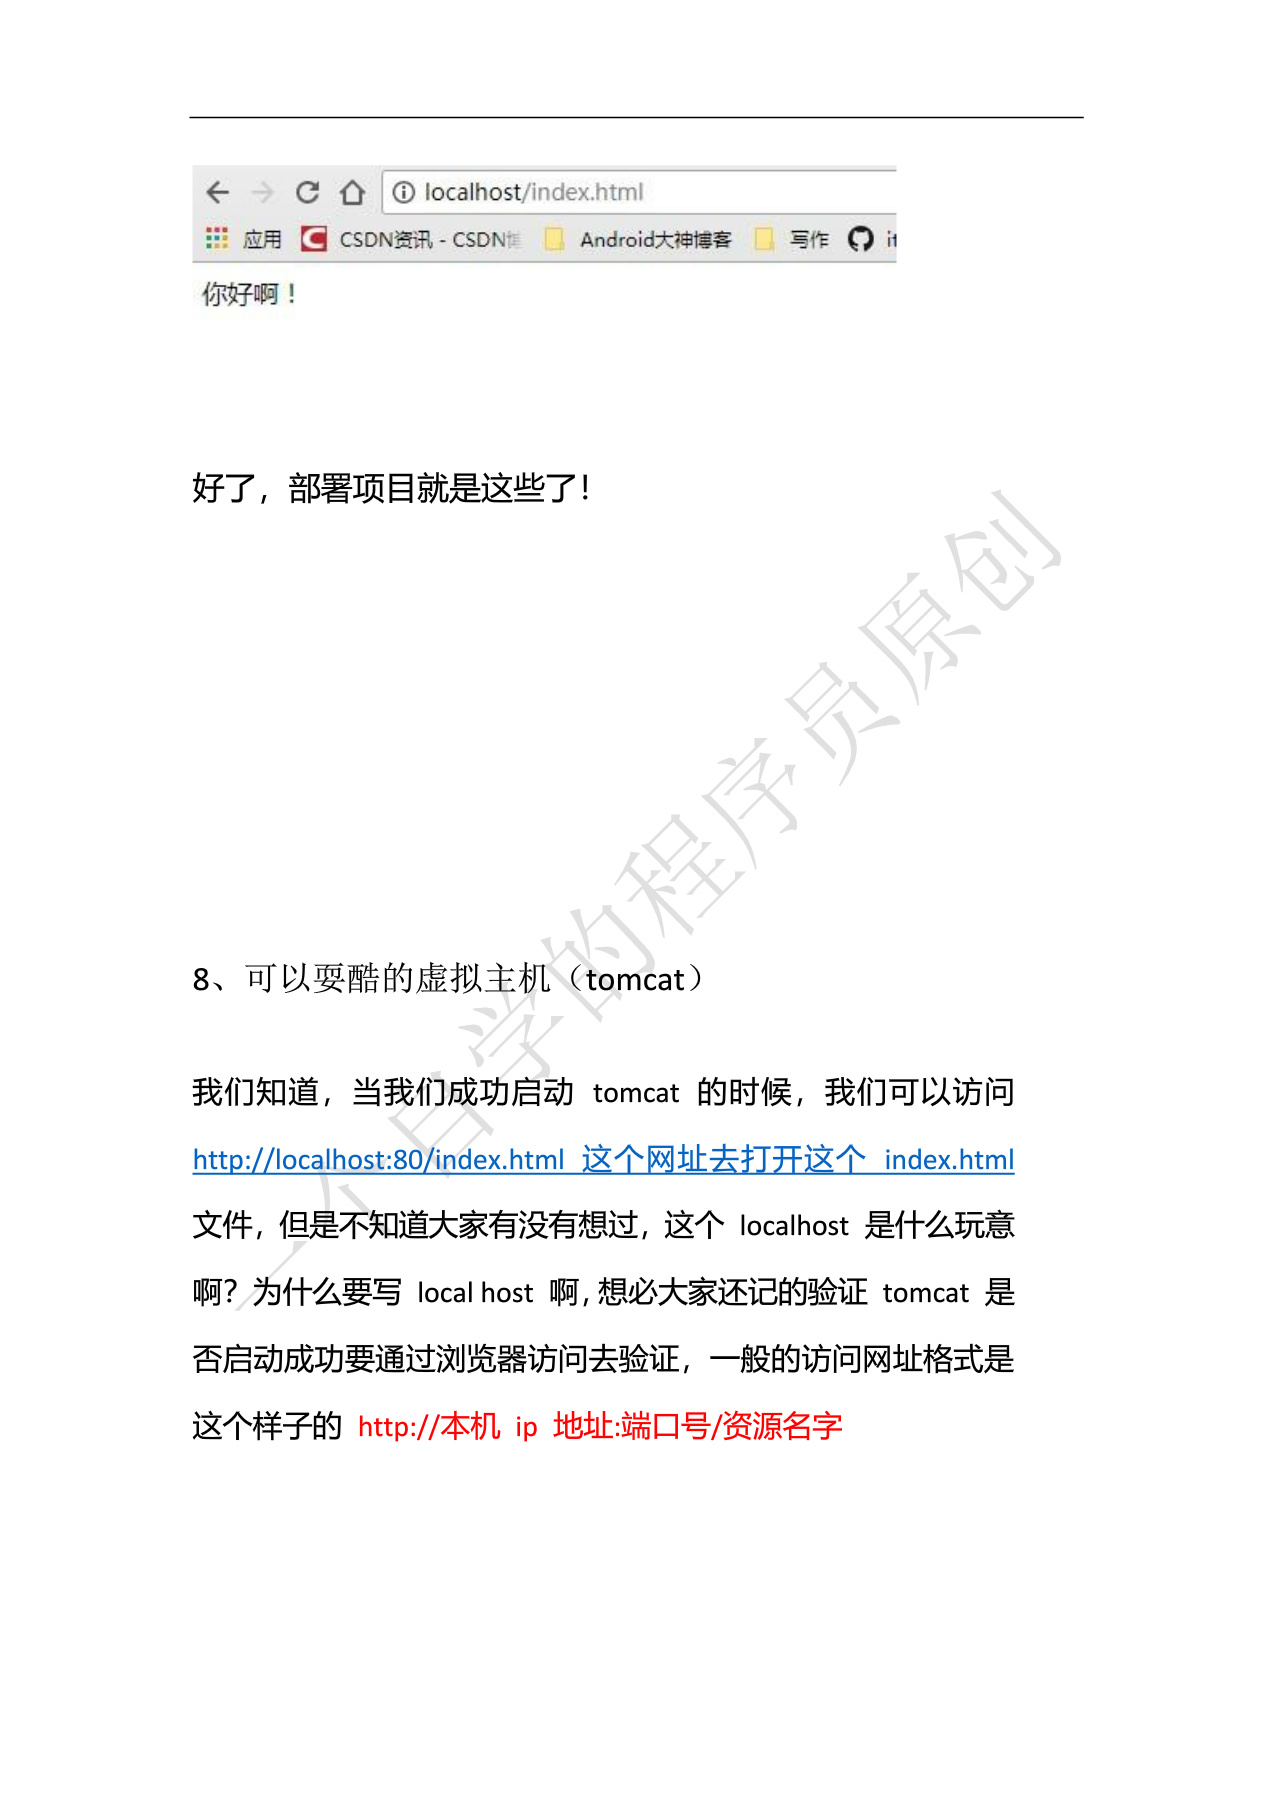 localhost/index.html
应用 CSDN资讯 - CSDN博 Android大神博客 写作 it
你好啊！
好了，部署项目就是这些了！
8、可以耍酷的虚拟主机（tomcat）
我们知道，当我们成功启动 tomcat 的时候，我们可以访问
http://localhost:80/index.html 这个网址去打开这个 index.html
文件，但是不知道大家有没有想过，这个 localhost 是什么玩意
啊？为什么要写 local host 啊，想必大家还记的验证 tomcat 是
否启动成功要通过浏览器访问去验证，一般的访问网址格式是
这个样子的 http://本机 ip 地址:端口号/资源名字
一个自学的程序员原创